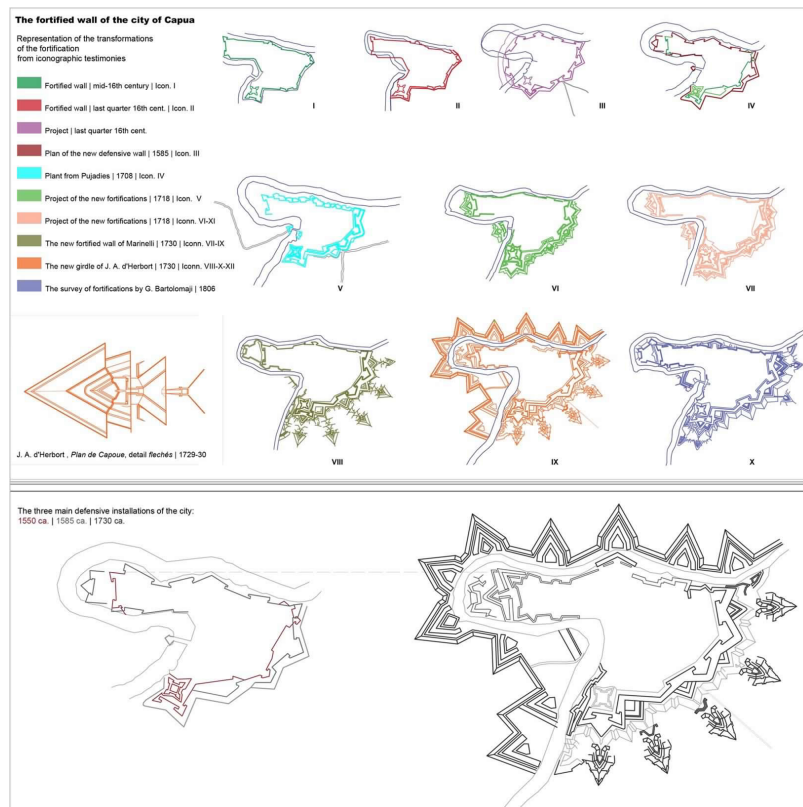 The fortified wall of the city of Capua
Representation of the transformations
of the fortification
from iconographic testimonies
Fortified wall | mid-16th century | Icon. I
Fortified wall | last quarter 16th cent. | Icon. II
Project | last quarter 16th cent.
Plan of the new defensive wall | 1585 | Icon. III
Plant from Pujadies | 1708 | Icon. IV
Project of the new fortifications | 1718 | Icon. V
Project of the new fortifications | 1718 | Iconn. VI-XI
The new fortified wall of Marinelli | 1730 | Iconn. VII-IX
The new girdle of J. A. d'Herbort | 1730 | Iconn. VIII-X-XII
The survey of fortifications by G. Bartolomaji | 1806
I
II
III
IV
V
VI
VII
VIII
IX
X
J. A. d'Herbort , Plan de Capoue, detail flechés | 1729-30
The three main defensive installations of the city:
1550 ca. | 1585 ca. | 1730 ca.